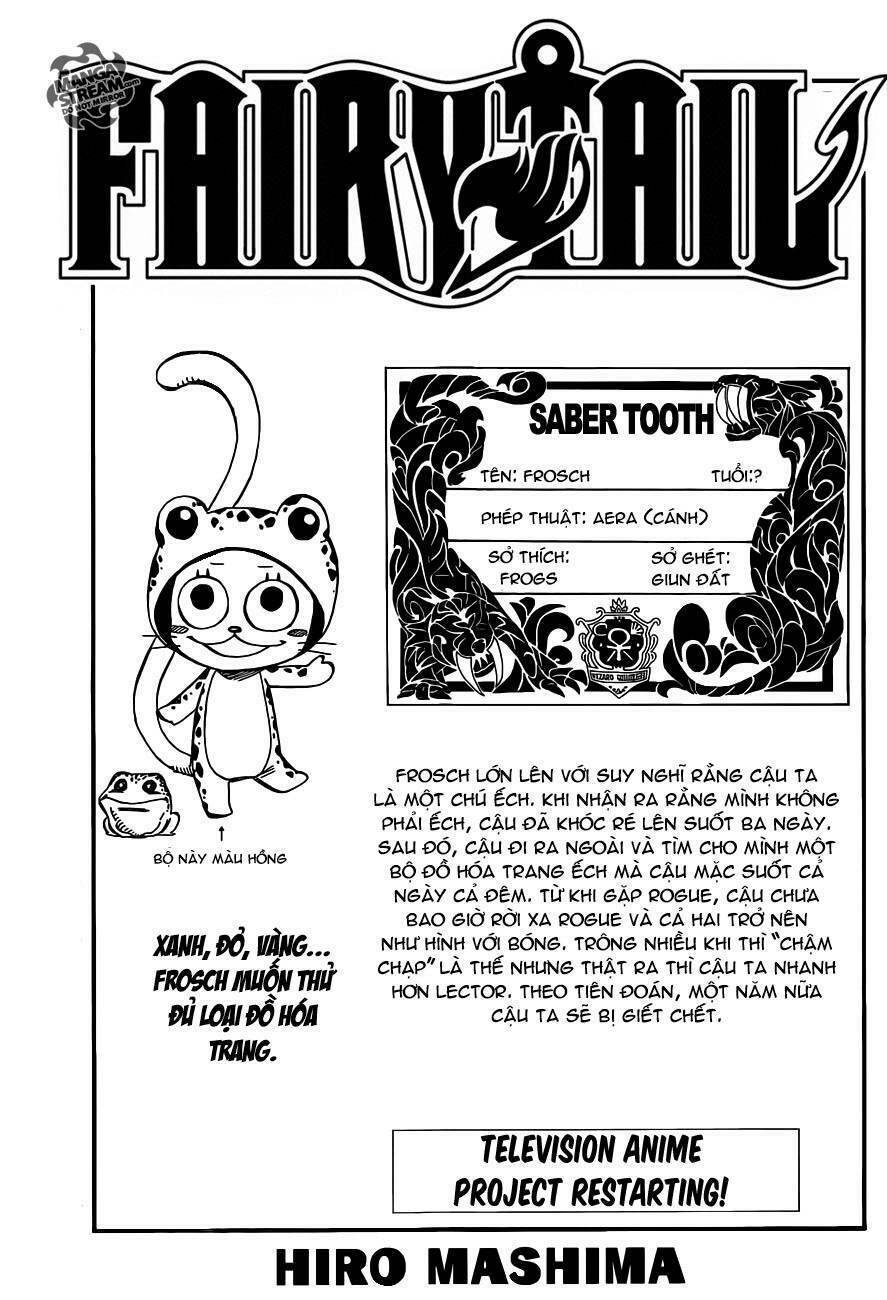 MANGA
STREAM.com
DO NOT MIRROR
FAIRY TAIL
SABER TOOTH
TÊN: FROSCH TUỔI:?
PHÉP THUẬT: AERA (CÁNH)
SỞ THÍCH: SỞ GHÉT:
FROGS GIUN ĐẤT
WIZARD GUILD
FROSCH LỚN LÊN VỚI SUY NGHĨ RẰNG CẬU TA
LÀ MỘT CHÚ ẾCH. KHI NHẬN RA RẰNG MÌNH KHÔNG
PHẢI ẾCH, CẬU ĐÃ KHÓC RÉ LÊN SUỐT BA NGÀY.
SAU ĐÓ, CẬU ĐI RA NGOÀI VÀ TÌM CHO MÌNH MỘT
BỘ ĐỒ HÓA TRANG ẾCH MÀ CẬU MẶC SUỐT CẢ
NGÀY CẢ ĐÊM. TỪ KHI GẶP ROGUE, CẬU CHƯA
BAO GIỜ RỜI XA ROGUE VÀ CẢ HAI TRỞ NÊN
NHƯ HÌNH VỚI BÓNG. TRÔNG NHIỀU KHI THÌ "CHẬM
CHẠP" LÀ THẾ NHƯNG THẬT RA THÌ CẬU TA NHANH
HƠN LECTOR. THEO TIÊN ĐOÁN, MỘT NĂM NỮA
CẬU TA SẼ BỊ GIẾT CHẾT.
BỘ NÀY MÀU HỒNG
XANH, ĐỎ, VÀNG...
FROSCH MUỐN THỬ
ĐỦ LOẠI ĐỒ HÓA
TRANG.
TELEVISION ANIME
PROJECT RESTARTING!
HIRO MASHIMA